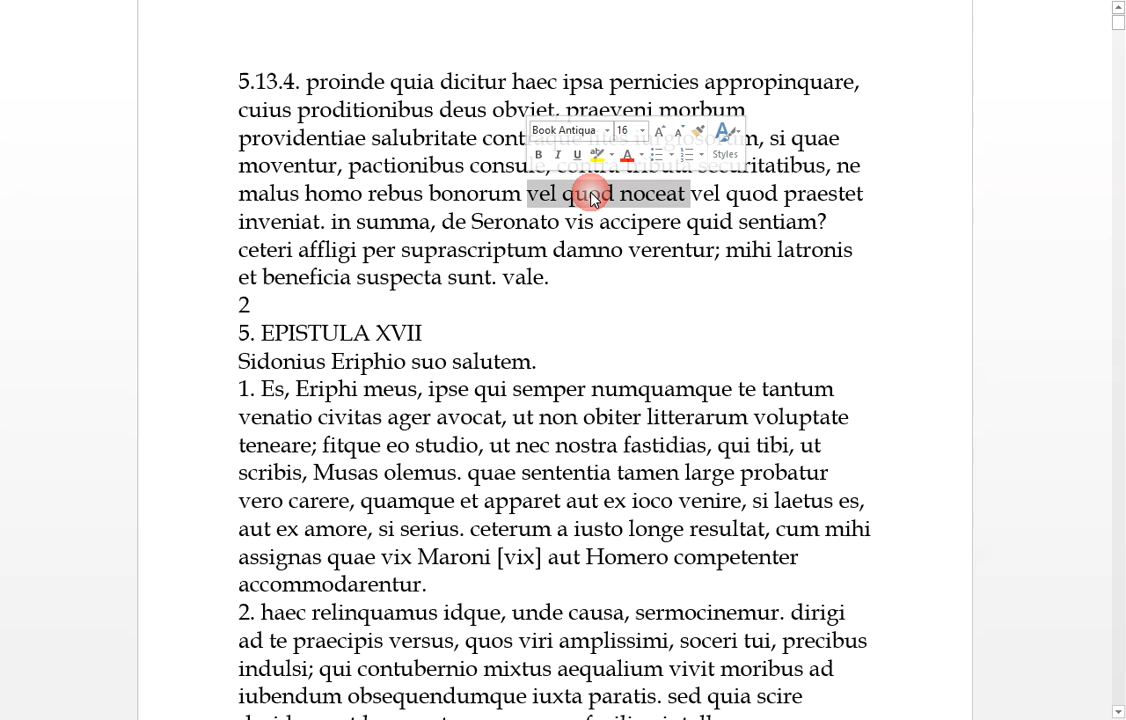 5.13.4. proinde quia dicitur haec ipsa pernicies appropinquare,
cuius proditionibus deus obviet, praeveni morbum
providentiae salubritate contraque lites iurgiosorum, si quae
moventur, pactionibus consule, contra tributa securitatibus, ne
malus homo rebus bonorum vel quod noceat vel quod praestet
inveniat. in summa, de Seronato vis accipere quid sentiam?
ceteri affligi per suprascriptum damno verentur; mihi latronis
et beneficia suspecta sunt. vale.
2
5. EPISTULA XVII
Sidonius Eriphio suo salutem.
1. Es, Eriphi meus, ipse qui semper numquamque te tantum
venatio civitas ager avocat, ut non obiter litterarum voluptate
teneare; fitque eo studio, ut nec nostra fastidias, qui tibi, ut
scribis, Musas olemus. quae sententia tamen large probatur
vero carere, quamque et apparet aut ex ioco venire, si laetus es,
aut ex amore, si serius. ceterum a iusto longe resultat, cum mihi
assignas quae vix Maroni [vix] aut Homero competenter
accommodarentur.
2. haec relinquamus idque, unde causa, sermocinemur. dirigi
ad te praecipis versus, quos viri amplissimi, soceri tui, precibus
indulsi; qui contubernio mixtus aequalium vivit moribus ad
iubendum obsequendumque iuxta paratis. sed quia scire
Book Antiqua 16
B I U ab A Styles